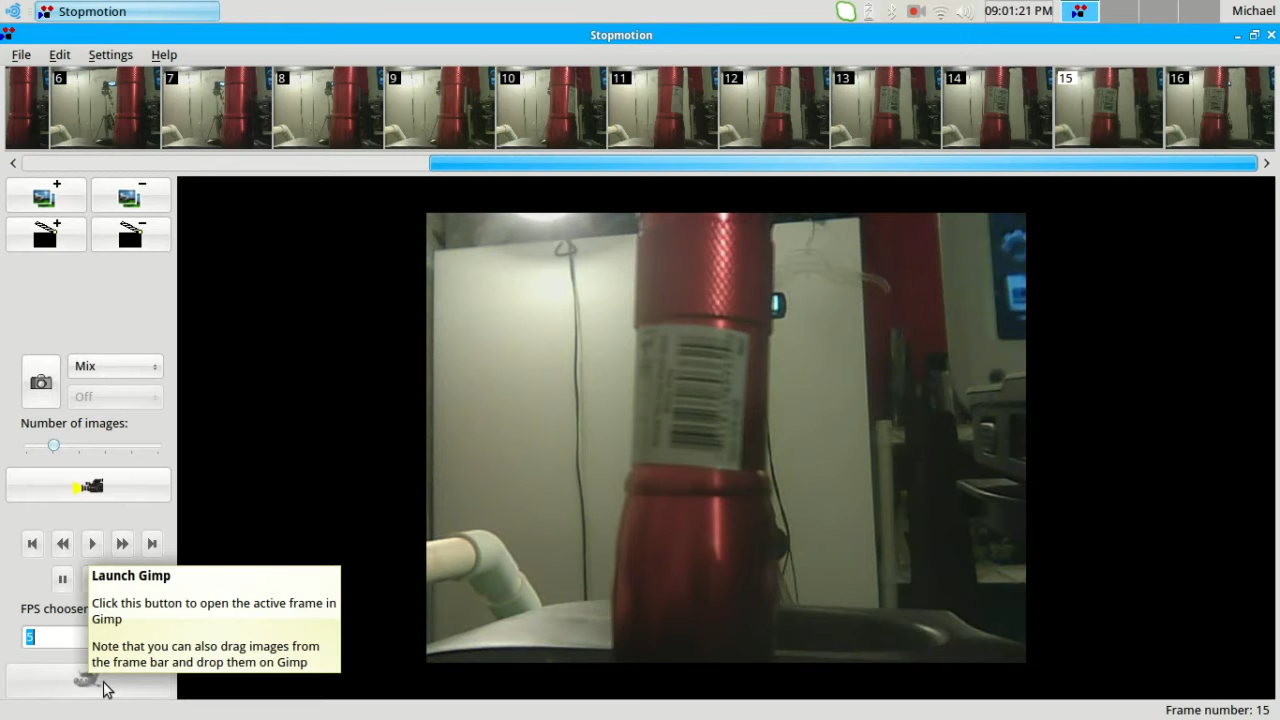 Stopmotion
09:01:21 PM
Michael
Stopmotion
File Edit Settings Help
6 7 8 9 10 11 12 13 14 15 16
Mix
Off
Number of images:
FPS chooser
5
Launch Gimp
Click this button to open the active frame in
Gimp
Note that you can also drag images from
the frame bar and drop them on Gimp
Frame number: 15